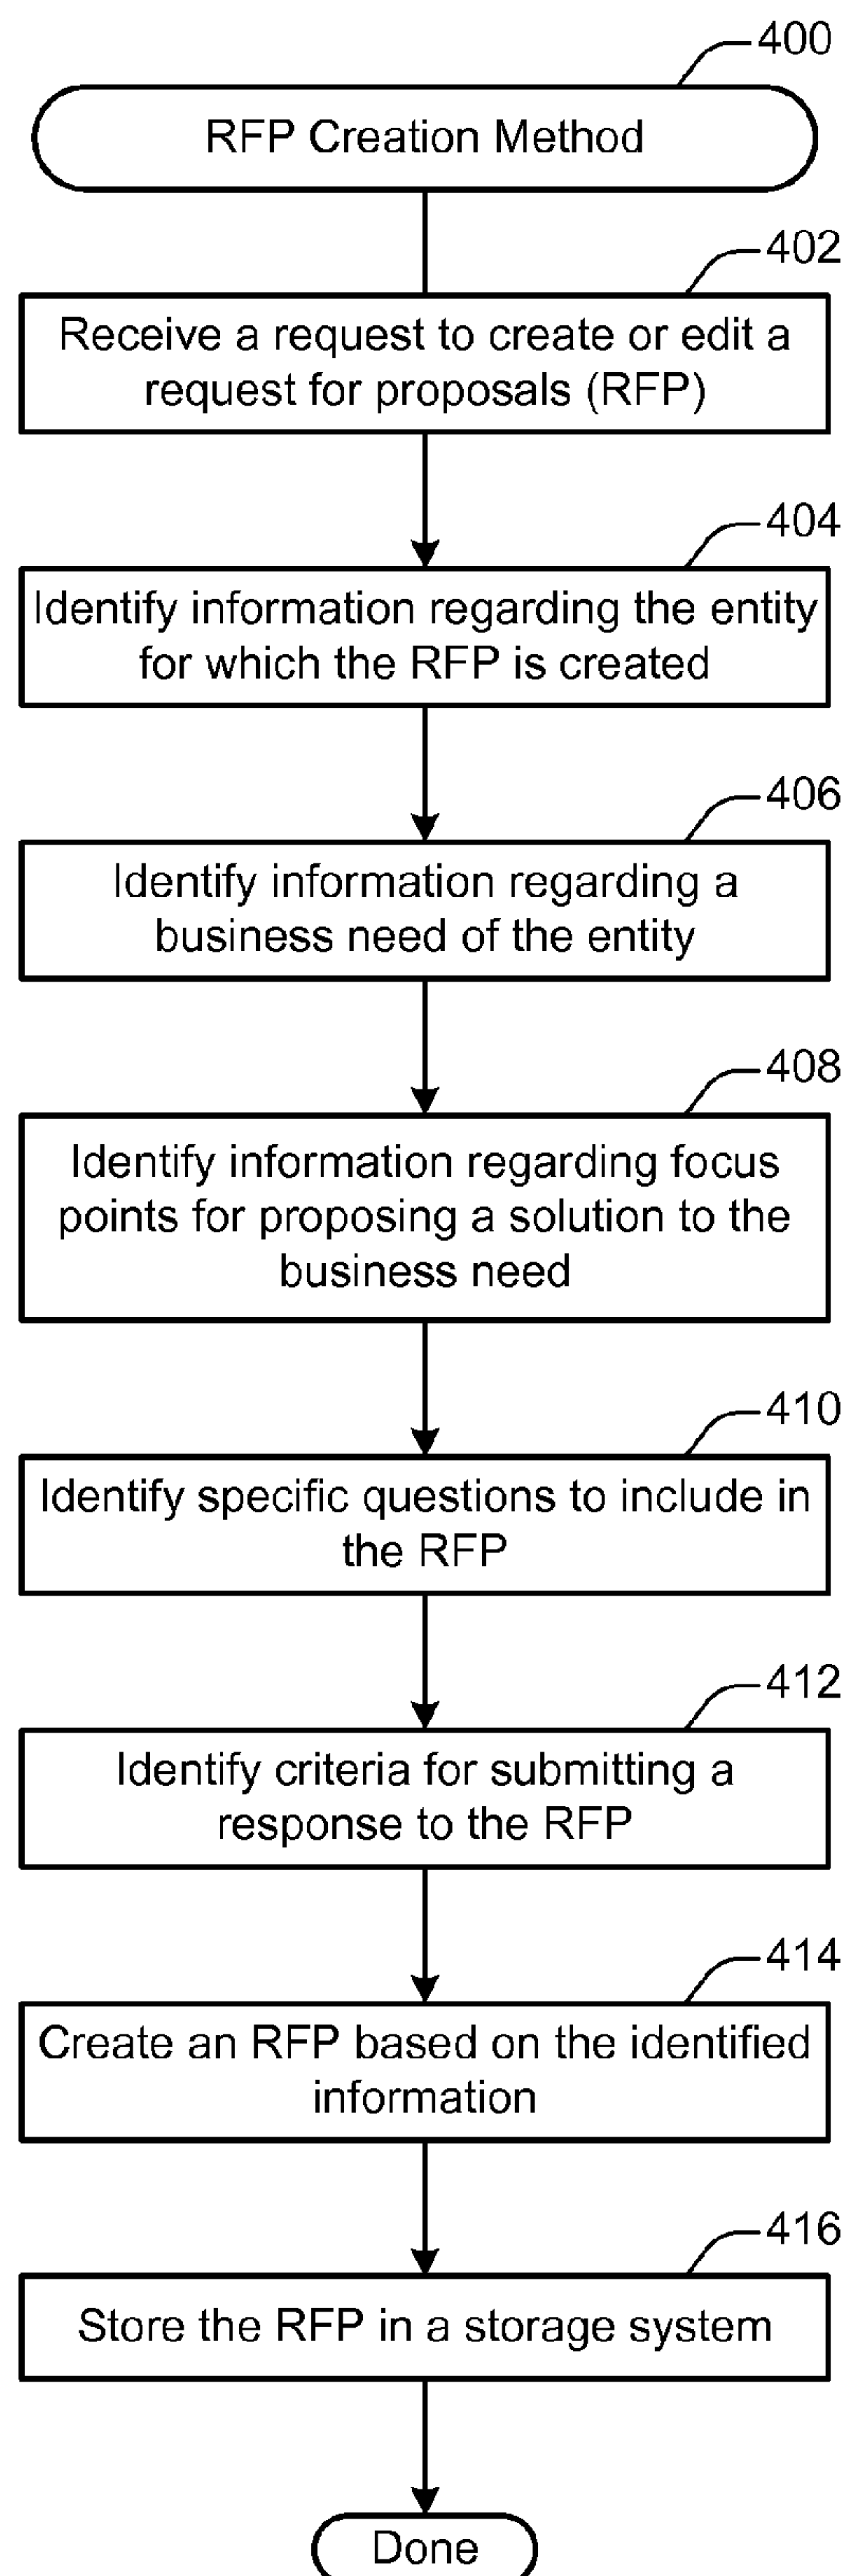 400
RFP Creation Method
402
Receive a request to create or edit a
request for proposals (RFP)
404
Identify information regarding the entity
for which the RFP is created
406
Identify information regarding a
business need of the entity
408
Identify information regarding focus
points for proposing a solution to the
business need
410
Identify specific questions to include in
the RFP
412
Identify criteria for submitting a
response to the RFP
414
Create an RFP based on the identified
information
416
Store the RFP in a storage system
Done